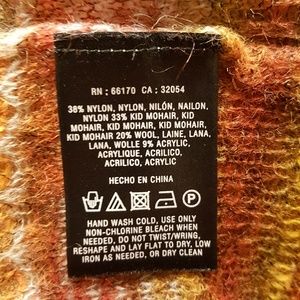 RN : 66170 CA : 32054
38% NYLON, NYLON, NILÓN, NAILON,
NYLON 33% KID MOHAIR, KID
MOHAIR, KID MOHAIR, KID MOHAIR,
KID MOHAIR 20% WOOL, LAINE, LANA,
LANA, WOLLE 9% ACRYLIC,
ACRYLIQUE, ACRILICO,
ACRILICO, ACRYLIC
HECHO EN CHINA
HAND WASH COLD, USE ONLY
NON-CHLORINE BLEACH WHEN
NEEDED, DO NOT TWIST/WRING,
RESHAPE AND LAY FLAT TO DRY, LOW
IRON AS NEEDED, OR DRY CLEAN